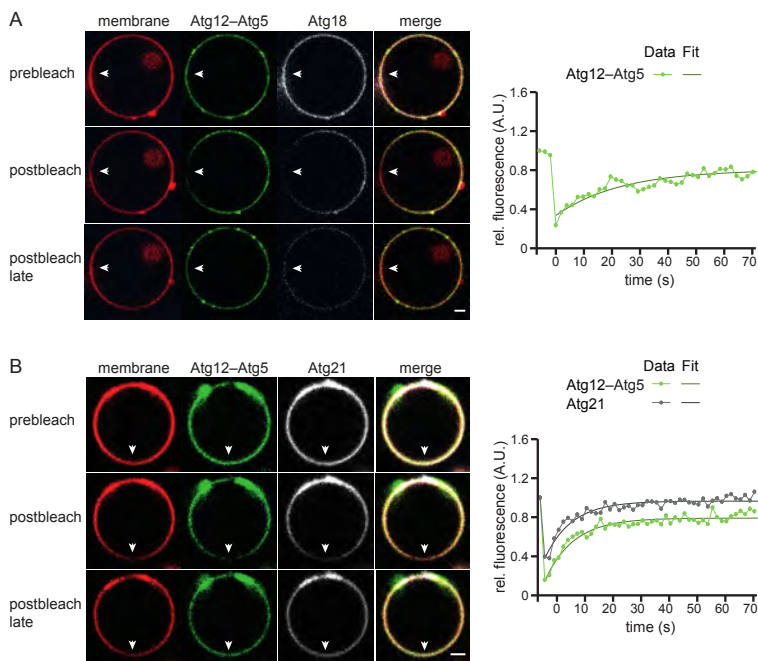 A
membrane Atg12–Atg5 Atg18 merge
prebleach
postbleach
postbleach
late
Data Fit
Atg12–Atg5
rel. fluorescence (A.U.)
1.6
1.2
0.8
0.4
0
0 10 20 30 40 50 60 70
time (s)
B
membrane Atg12–Atg5 Atg21 merge
prebleach
postbleach
postbleach
late
Data Fit
Atg12–Atg5
Atg21
rel. fluorescence (A.U.)
1.6
1.2
0.8
0.4
0
0 10 20 30 40 50 60 70
time (s)